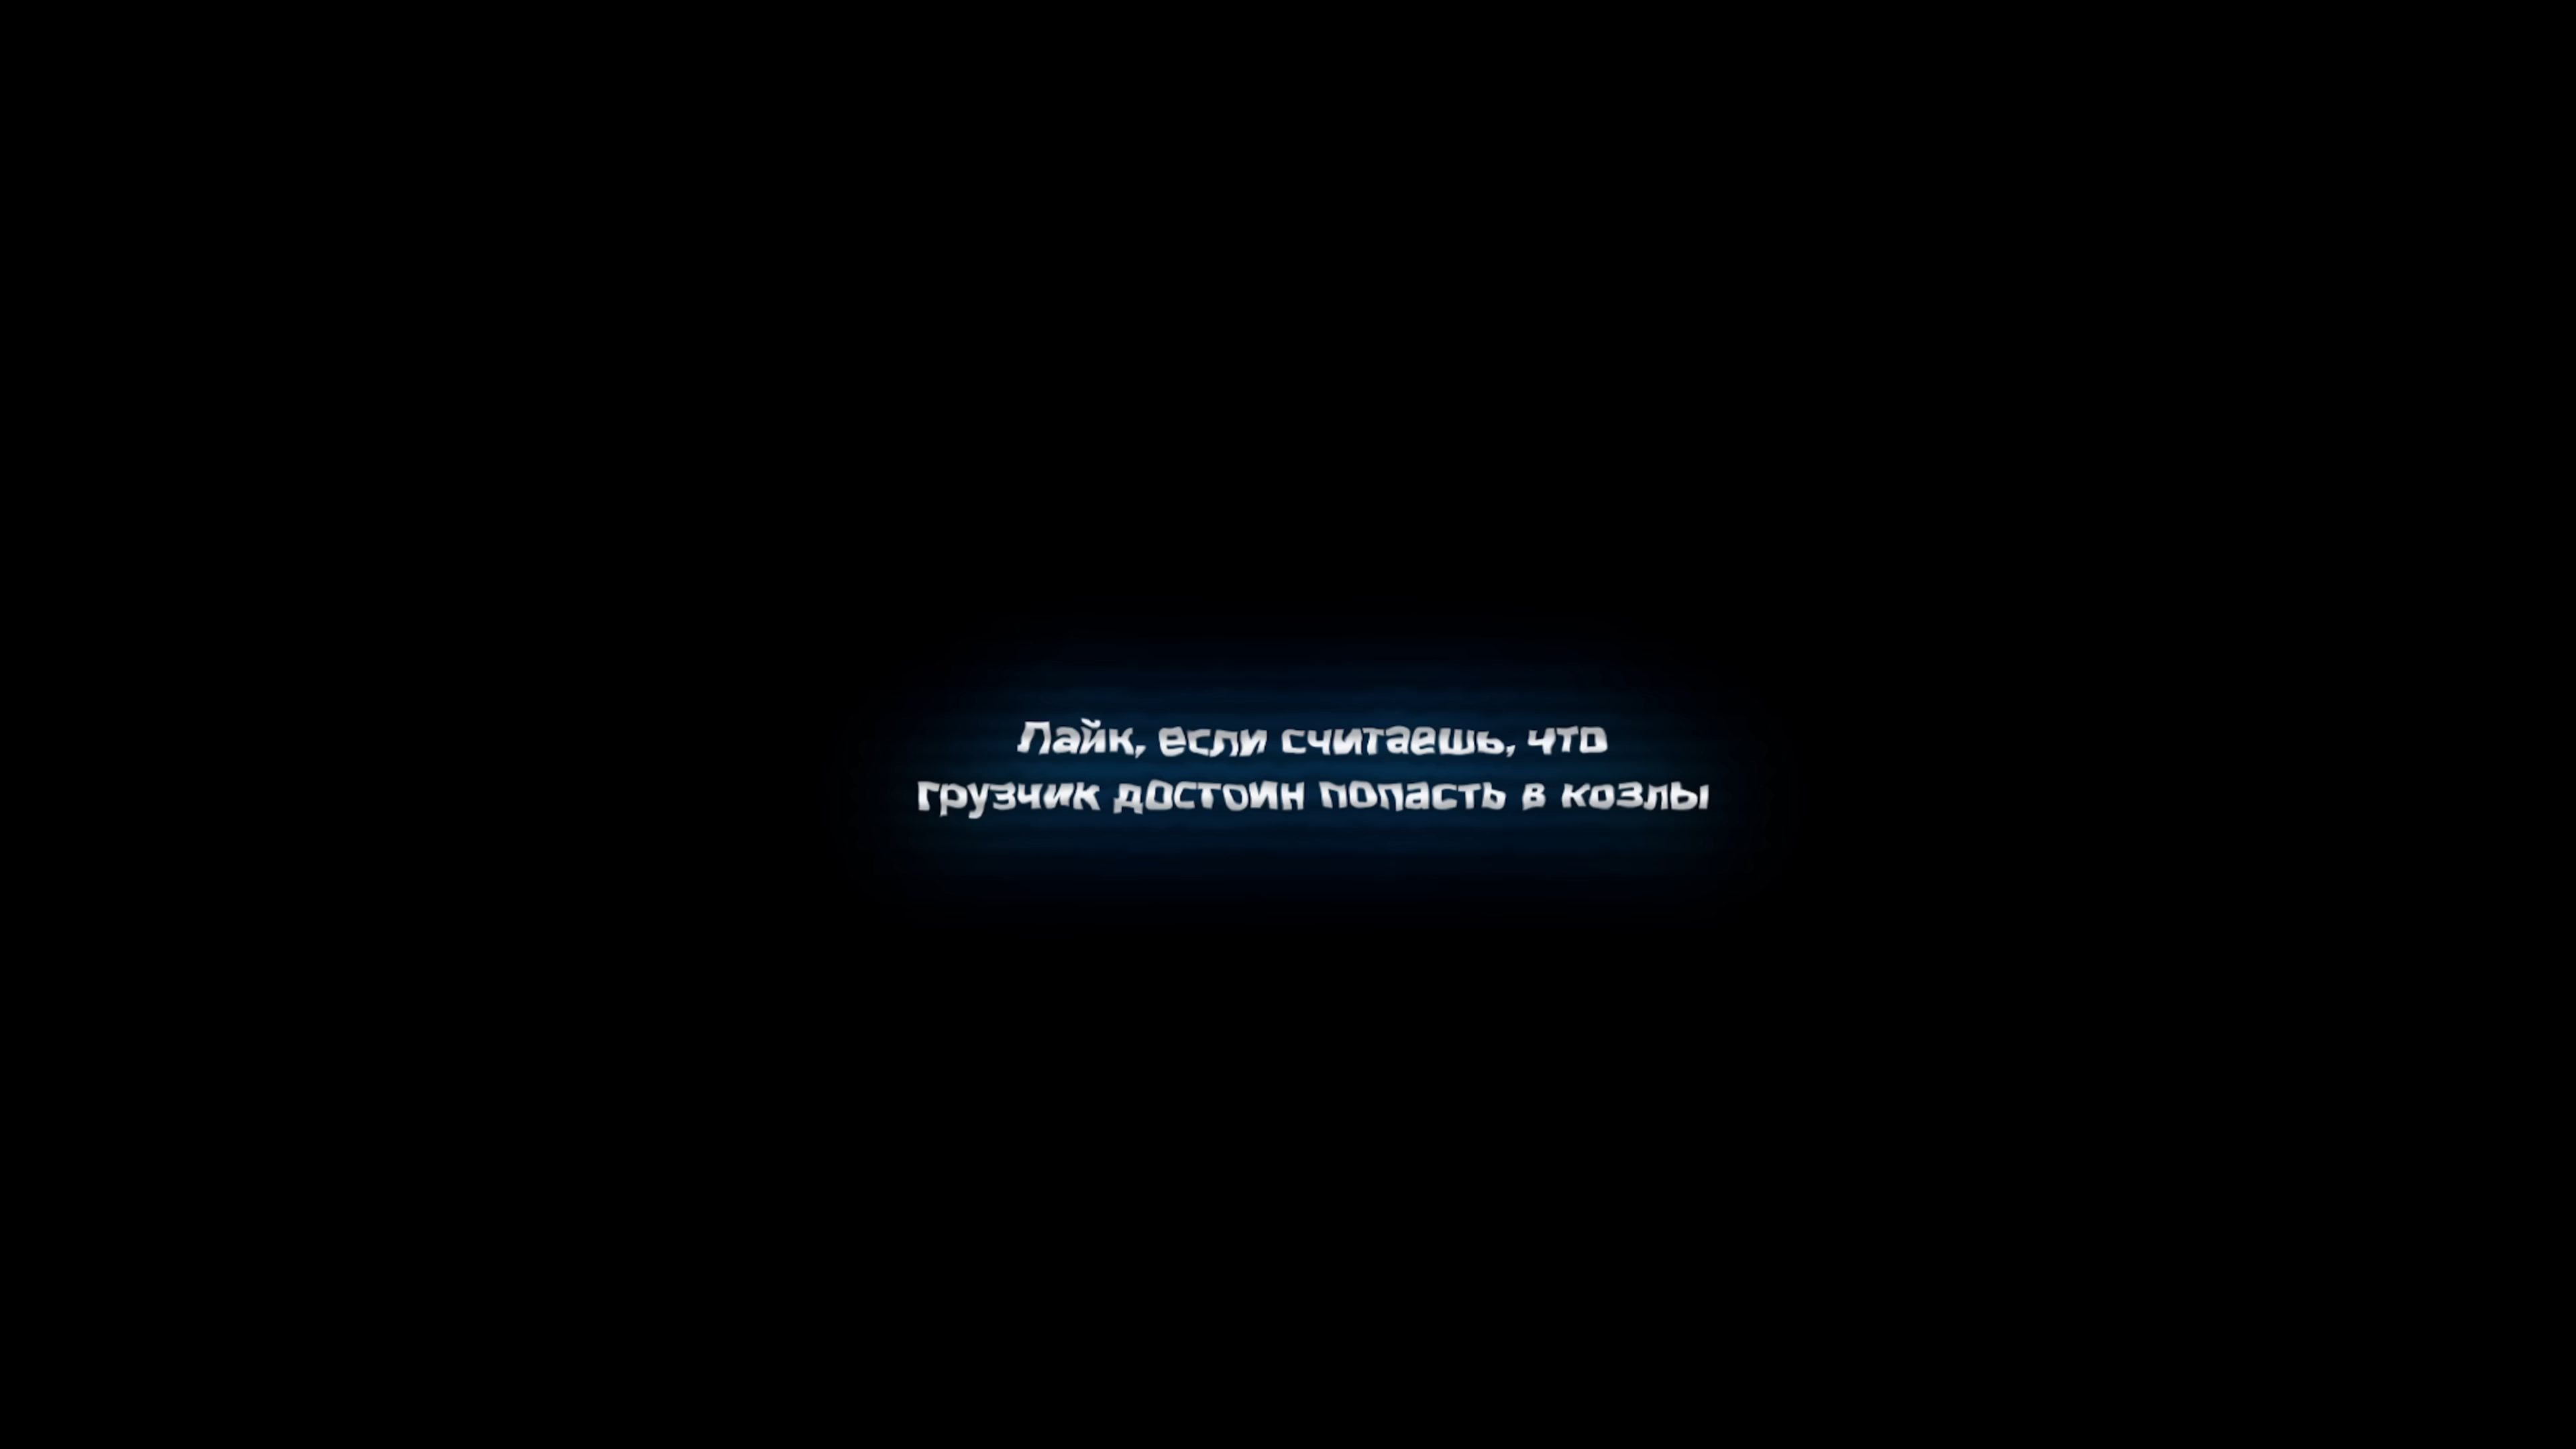 Лайк, если считаешь, что
грузчик достоин попасть в козлы